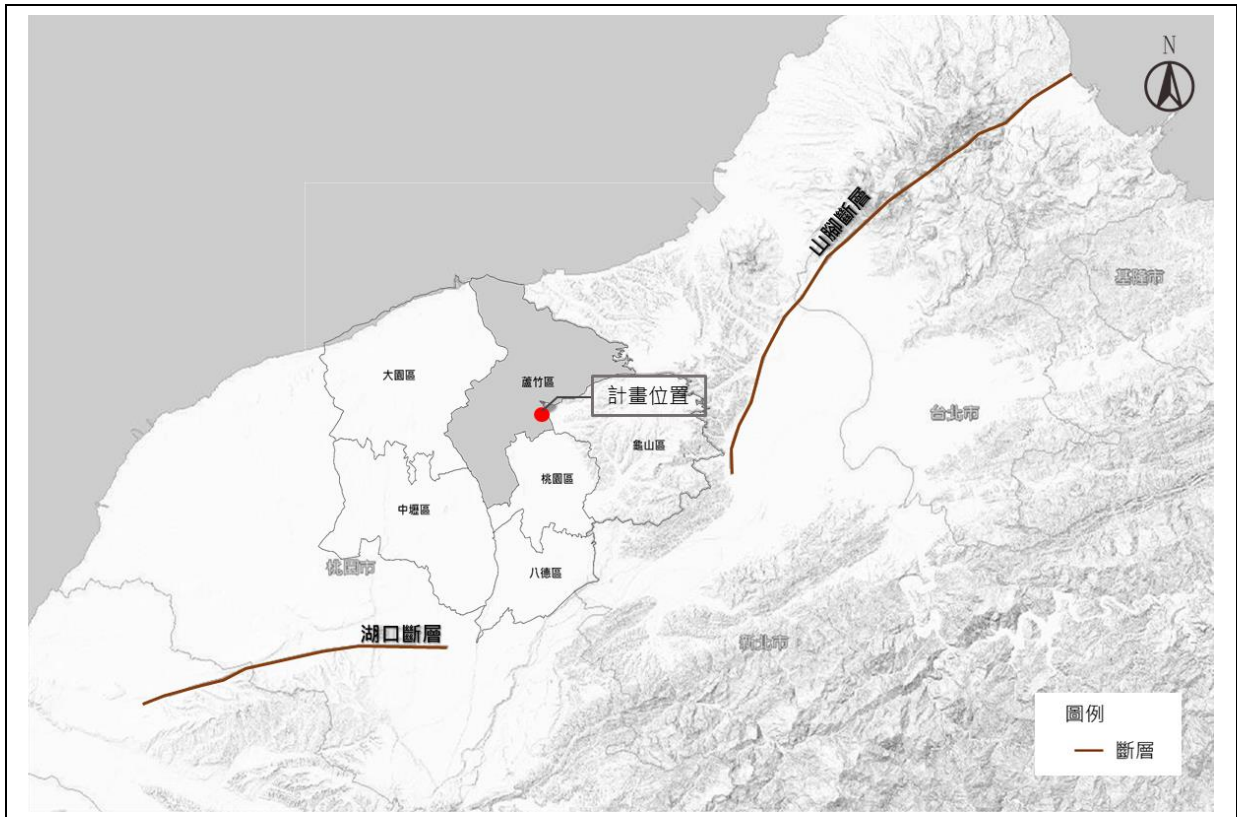 N
山腳斷層
基隆市
大園區
蘆竹區
計畫位置
台北市
龜山區
桃園區
中壢區
桃園市
八德區
湖口斷層
新北市
圖例
斷層